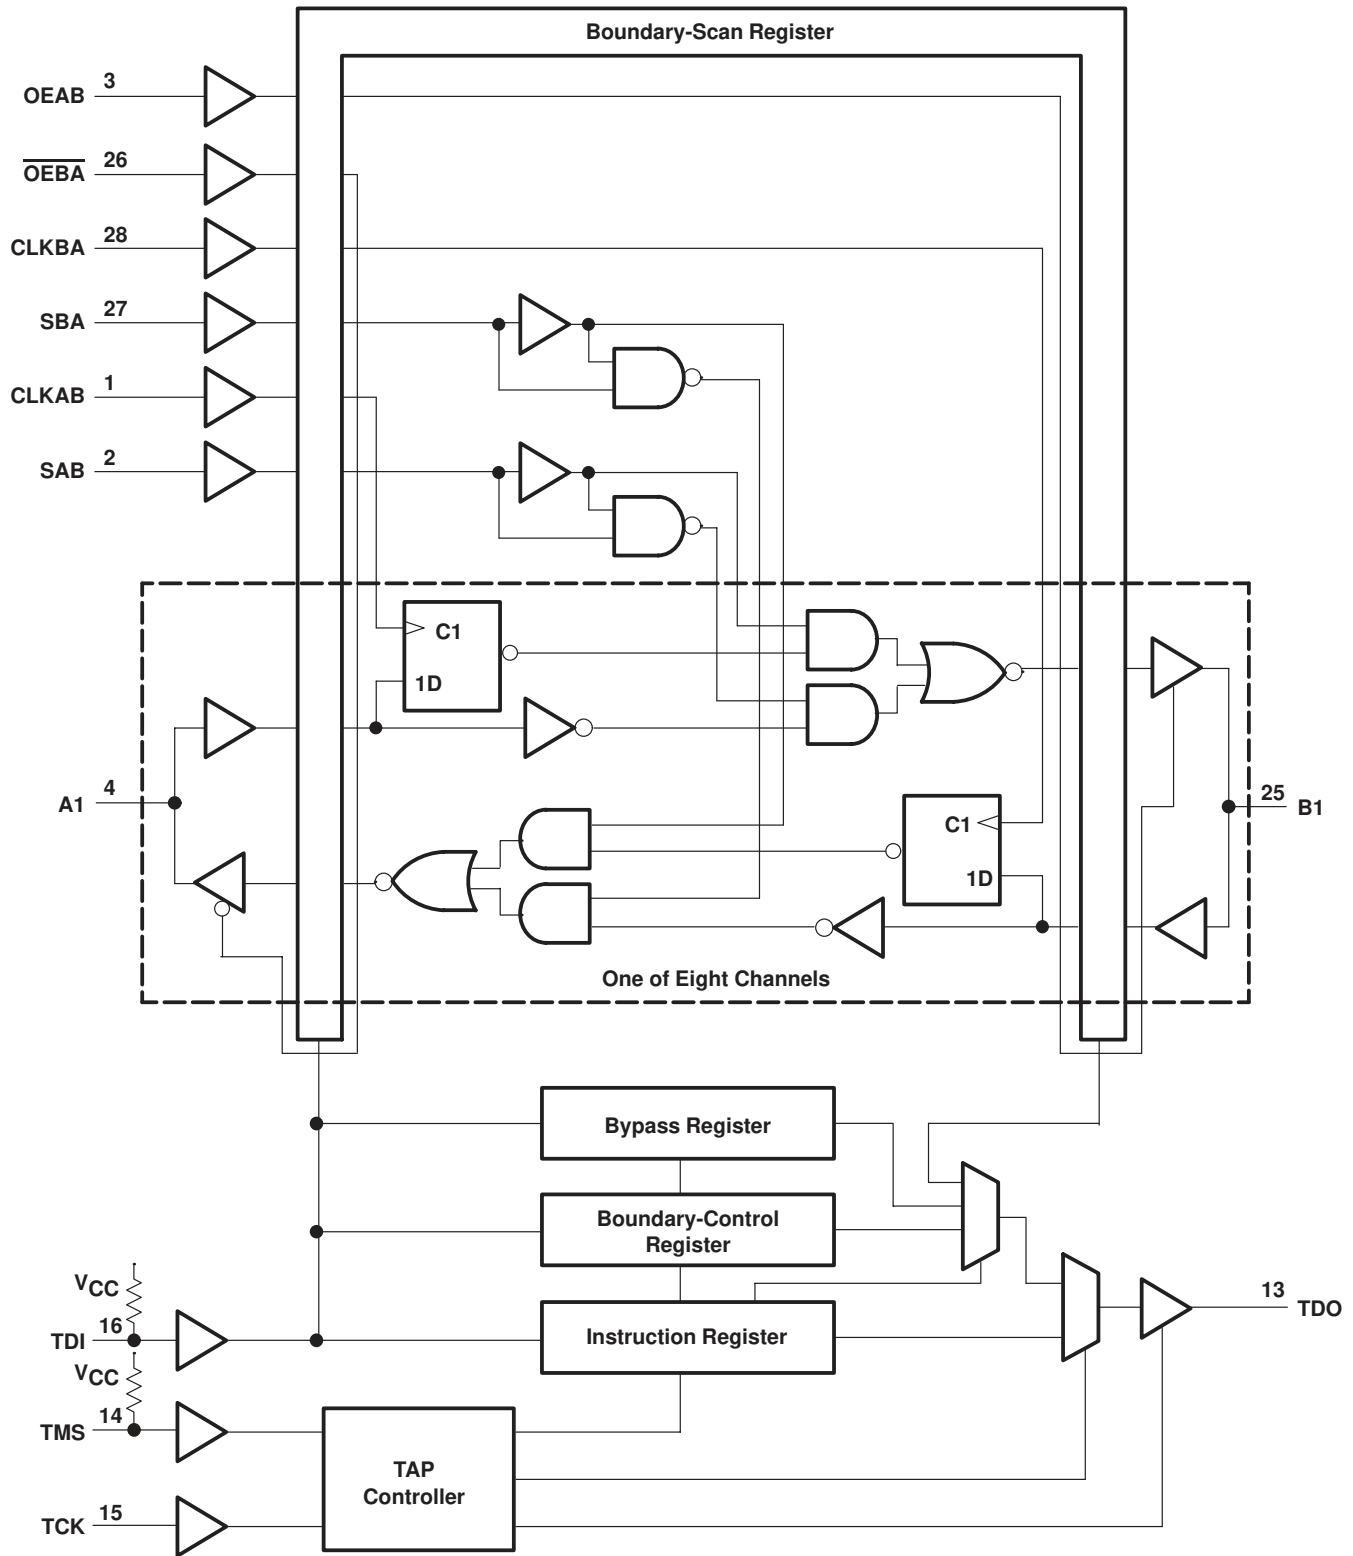 Boundary-Scan Register
OEAB 3
OEBA 26
CLKBA 28
SBA 27
CLKAB 1
SAB 2
C1
1D
A1 4
C1
1D
25 B1
One of Eight Channels
Bypass Register
Boundary-Control
Register
VCC
TDI 16
Instruction Register
13 TDO
VCC
TMS 14
TAP
Controller
TCK 15